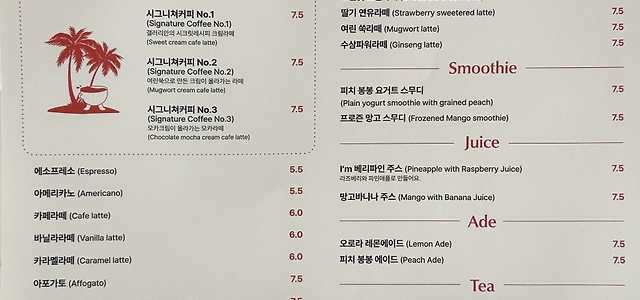 시그니쳐커피 No.1 7.5
(Signature Coffee No.1)
갤러리안의 시크릿레시피 크림라떼
(Sweet cream cafe latte)
시그니쳐커피 No.2 7.5
(Signature Coffee No.2)
여린쑥으로 만든 크림이 올라가는 라떼
(Mugwort cream cafe latte)
시그니쳐커피 No.3 7.5
(Signature Coffee No.3)
모카크림이 올라가는 모카라떼
(Chocolate mocha cream cafe latte)
에소프레소 (Espresso) 5.5
아메리카노 (Americano) 5.5
카페라떼 (Cafe latte) 6.0
바닐라라떼 (Vanilla latte) 6.0
카라멜라떼 (Caramel latte) 6.0
아포가토 (Affogato) 7.5
딸기 연유라떼 (Strawberry sweetered latte) 7.5
여린 쑥라떼 (Mugwort latte) 7.5
수삼파워라떼 (Ginseng latte) 7.5
Smoothie
피치 봉봉 요거트 스무디 7.5
(Plain yogurt smoothie with grained peach)
프로즌 망고 스무디 (Frozened Mango smoothie) 7.5
Juice
I'm 베리파인 주스 (Pineapple with Raspberry Juice) 7.5
라즈베리와 파인애플로 만들어요.
망고바나나 주스 (Mango with Banana Juice) 7.5
Ade
오로라 레몬에이드 (Lemon Ade) 7.5
피치 봉봉 에이드 (Peach Ade) 7.5
Tea